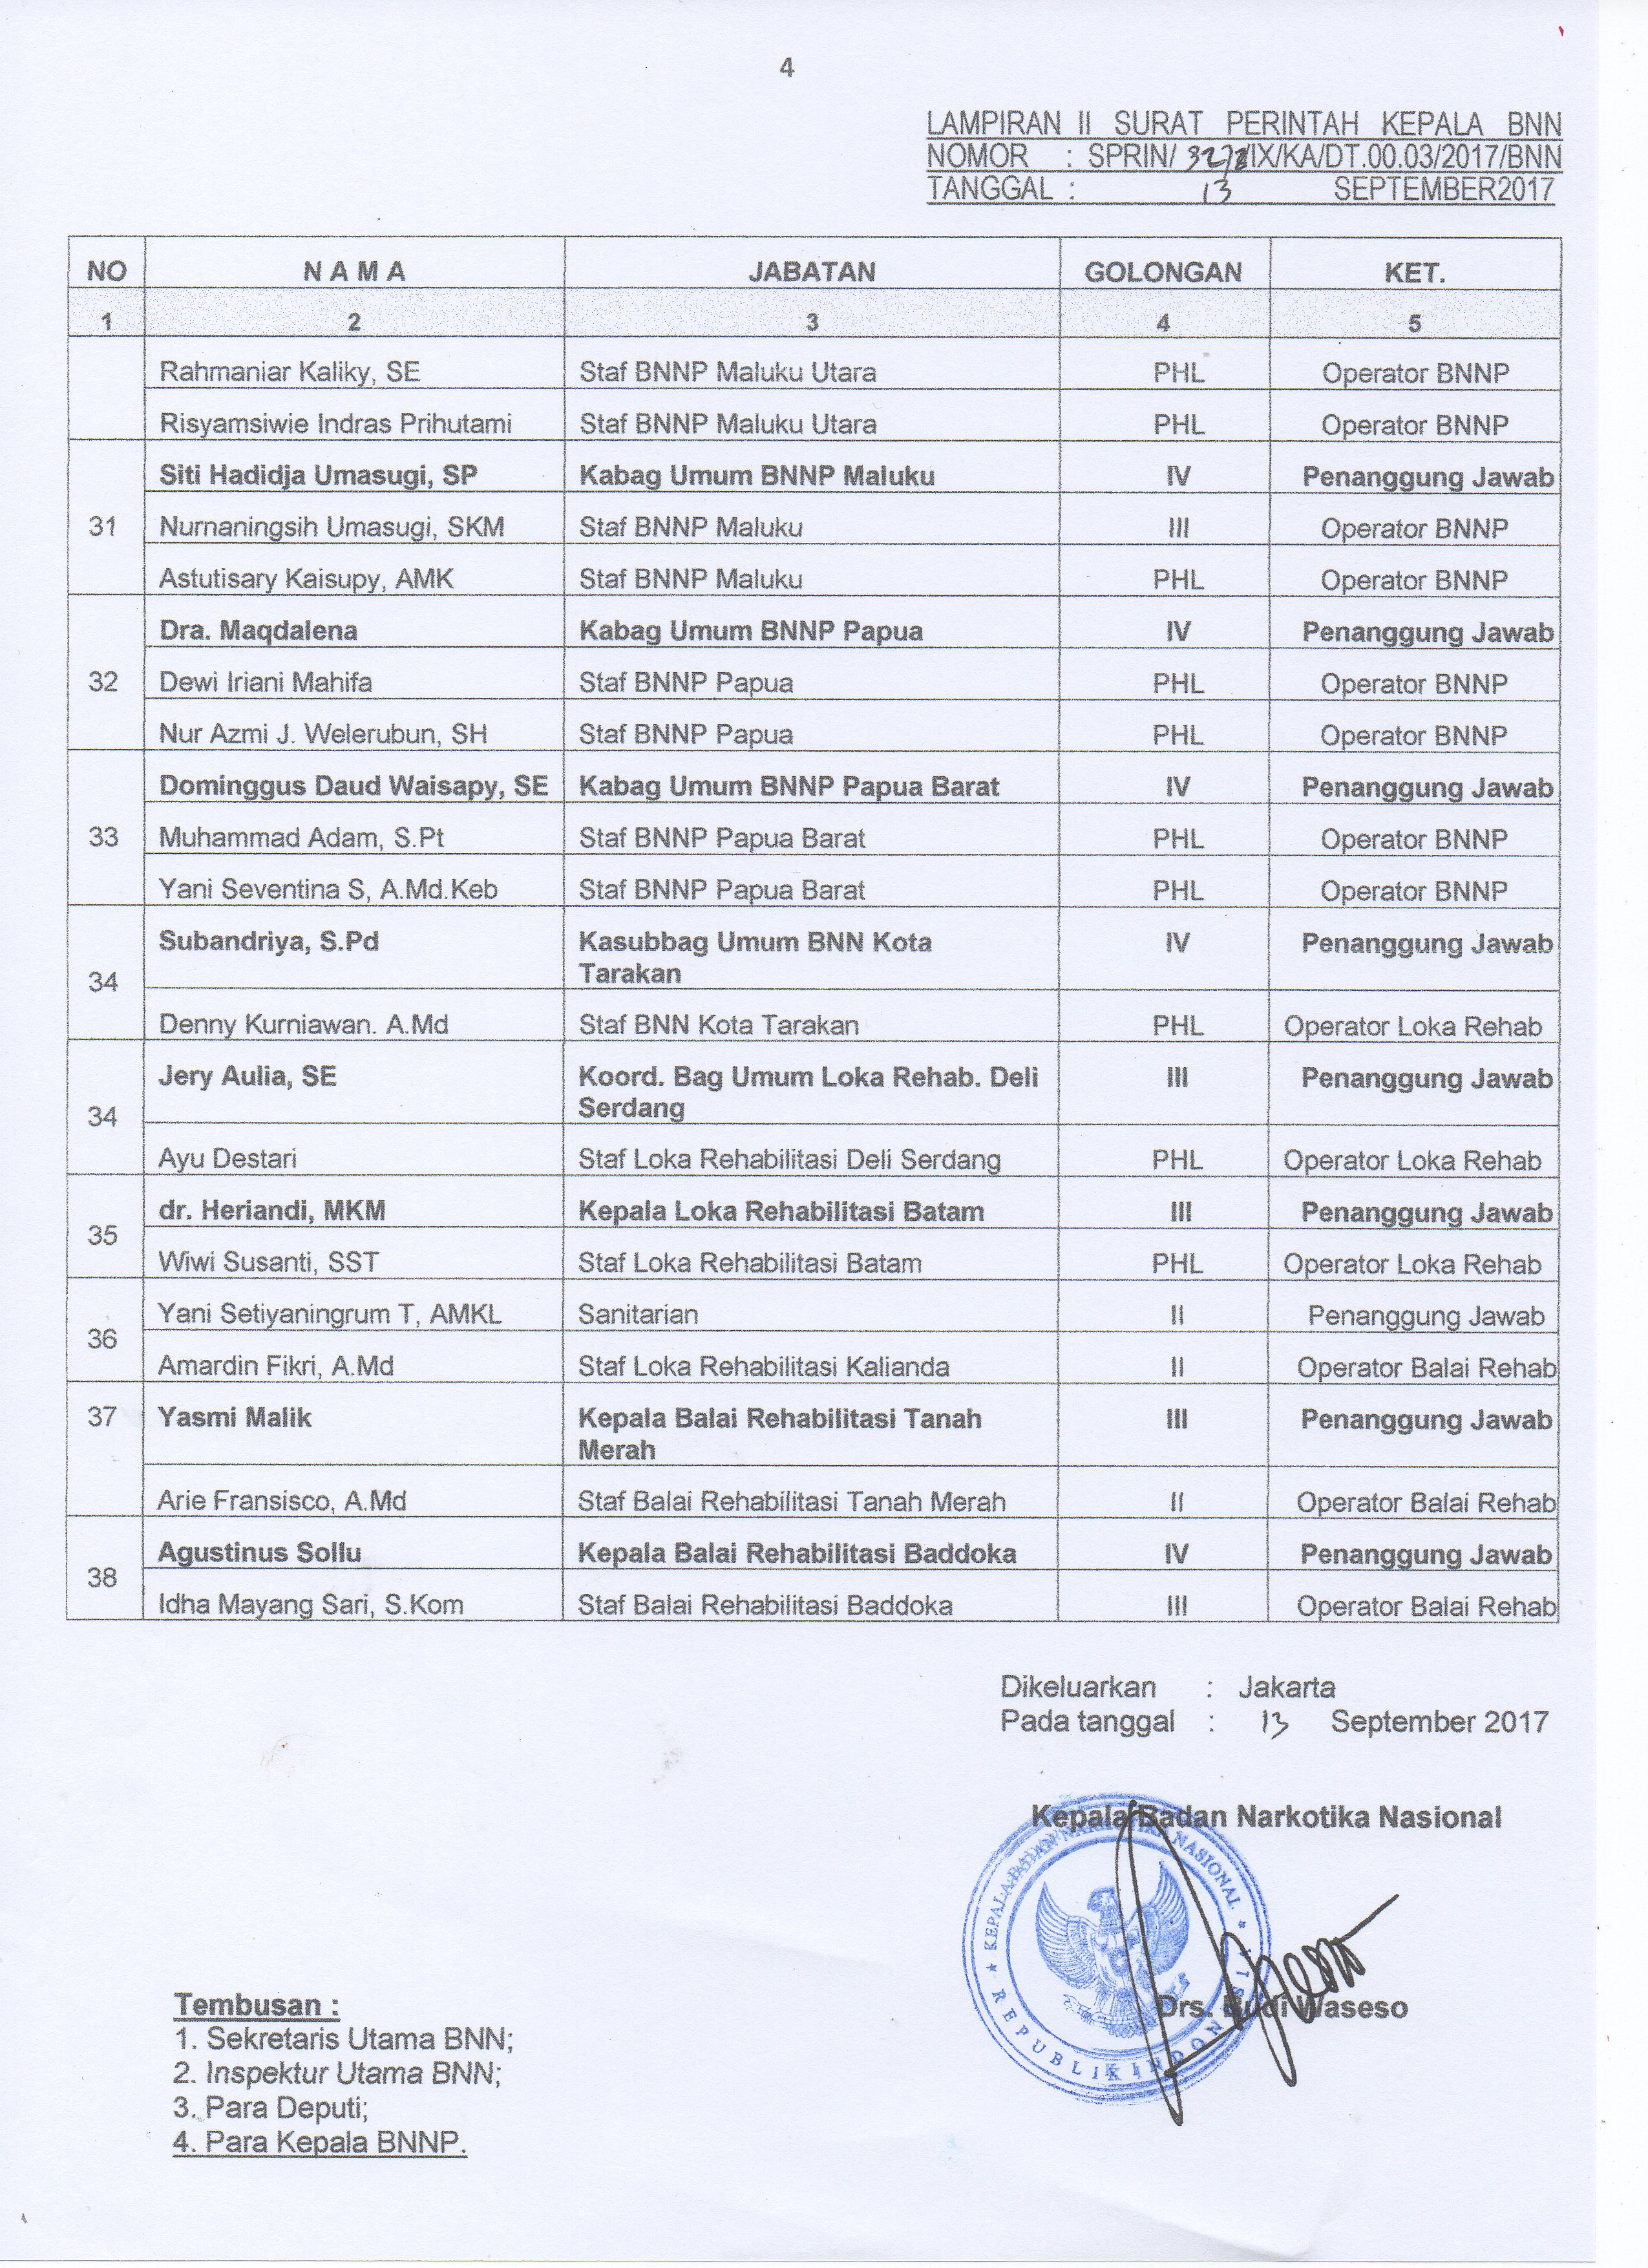 4
LAMPIRAN II SURAT PERINTAH KEPALA BNN
NOMOR : SPRIN/ /IX/KA/DT.00.03/2017/BNN
TANGGAL : 13 SEPTEMBER2017
NO N A M A JABATAN GOLONGAN KET.
1 2 3 4 5
Rahmaniar Kaliky, SE Staf BNNP Maluku Utara PHL Operator BNNP
Risyamsiwie Indras Prihutami Staf BNNP Maluku Utara PHL Operator BNNP
31 Siti Hadidja Umasugi, SP Kabag Umum BNNP Maluku IV Penanggung Jawab
Nurnaningsih Umasugi, SKM Staf BNNP Maluku III Operator BNNP
Astutisary Kaisupy, AMK Staf BNNP Maluku PHL Operator BNNP
32 Dra. Maqdalena Kabag Umum BNNP Papua IV Penanggung Jawab
Dewi Iriani Mahifa Staf BNNP Papua PHL Operator BNNP
Nur Azmi J. Welerubun, SH Staf BNNP Papua PHL Operator BNNP
33 Dominggus Daud Waisapy, SE Kabag Umum BNNP Papua Barat IV Penanggung Jawab
Muhammad Adam, S.Pt Staf BNNP Papua Barat PHL Operator BNNP
Yani Seventina S, A.Md.Keb Staf BNNP Papua Barat PHL Operator BNNP
34 Subandriya, S.Pd Kasubbag Umum BNN Kota IV Penanggung Jawab
Tarakan
Denny Kurniawan. A.Md Staf BNN Kota Tarakan PHL Operator Loka Rehab
34 Jery Aulia, SE Koord. Bag Umum Loka Rehab. Deli III Penanggung Jawab
Serdang
Ayu Destari Staf Loka Rehabilitasi Deli Serdang PHL Operator Loka Rehab
35 dr. Heriandi, MKM Kepala Loka Rehabilitasi Batam III Penanggung Jawab
Wiwi Susanti, SST Staf Loka Rehabilitasi Batam PHL Operator Loka Rehab
36 Yani Setiyaningrum T, AMKL Sanitarian II Penanggung Jawab
Amardin Fikri, A.Md Staf Loka Rehabilitasi Kalianda II Operator Balai Rehab
37 Yasmi Malik Kepala Balai Rehabilitasi Tanah III Penanggung Jawab
Merah
Arie Fransisco, A.Md Staf Balai Rehabilitasi Tanah Merah II Operator Balai Rehab
38 Agustinus Sollu Kepala Balai Rehabilitasi Baddoka IV Penanggung Jawab
Idha Mayang Sari, S.Kom Staf Balai Rehabilitasi Baddoka III Operator Balai Rehab
Dikeluarkan : Jakarta
Pada tanggal : 13 September 2017
Kepala Badan Narkotika Nasional
KEPALA BADAN NARKOTIKA NASIONAL
REPUBLIK INDONESIA
Drs. Budi Waseso
Tembusan :
1. Sekretaris Utama BNN;
2. Inspektur Utama BNN;
3. Para Deputi;
4. Para Kepala BNNP.